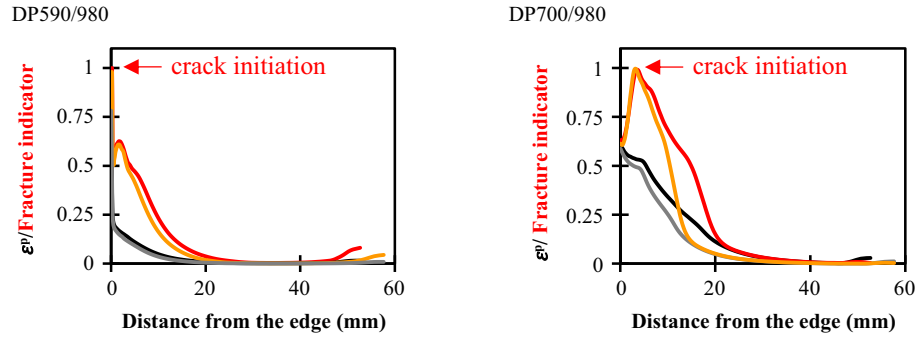 DP590/980
DP700/980
1
0.75
0.5
0.25
0
crack initiation
εᵖ/Fracture indicator
0
20
40
60
Distance from the edge (mm)
1
0.75
0.5
0.25
0
crack initiation
εᵖ/ Fracture indicator
0
20
40
60
Distance from the edge (mm)